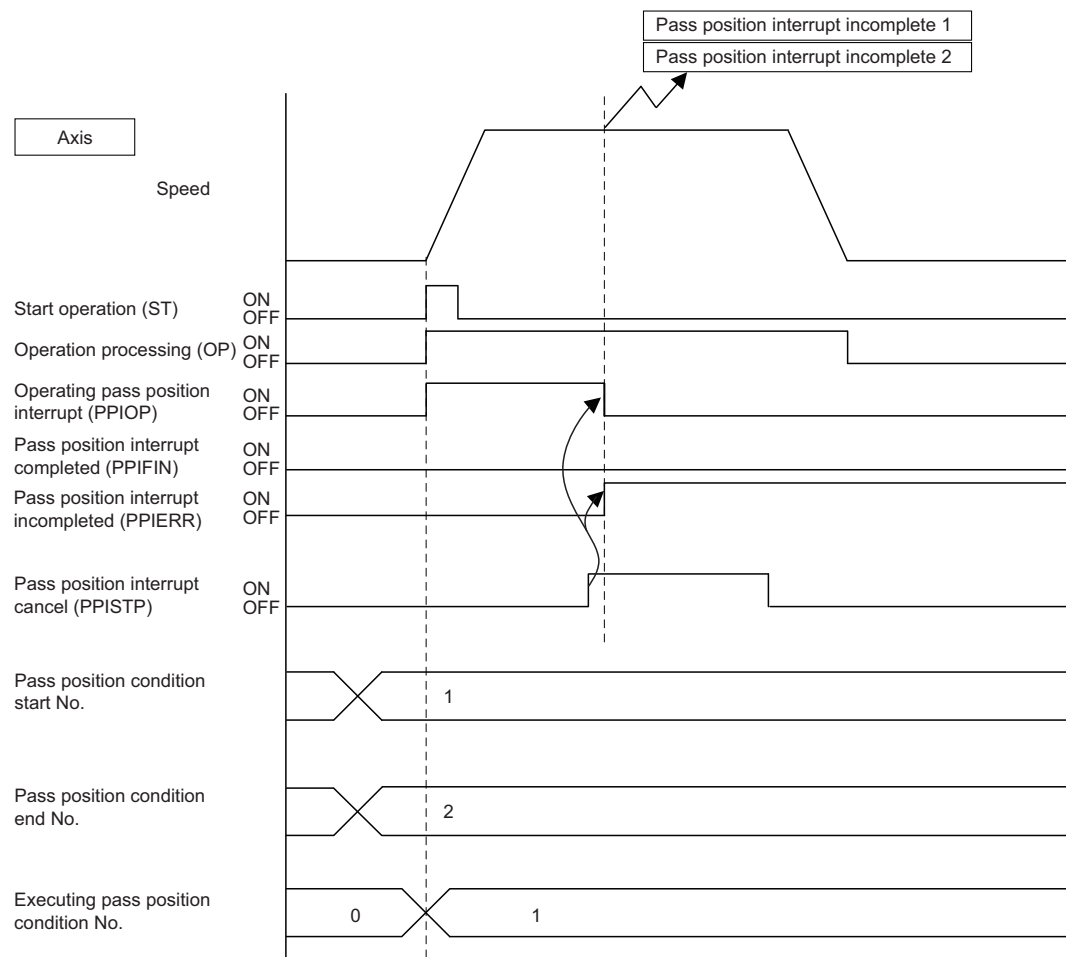 Pass position interrupt incomplete 1
Pass position interrupt incomplete 2
Axis
Speed
Start operation (ST)
ON
OFF
Operation processing (OP)
ON
OFF
Operating pass position
interrupt (PPIOP)
ON
OFF
Pass position interrupt
completed (PPIFIN)
ON
OFF
Pass position interrupt
incompleted (PPIERR)
ON
OFF
Pass position interrupt
cancel (PPISTP)
ON
OFF
Pass position condition
start No.
1
Pass position condition
end No.
2
Executing pass position
condition No.
0
1